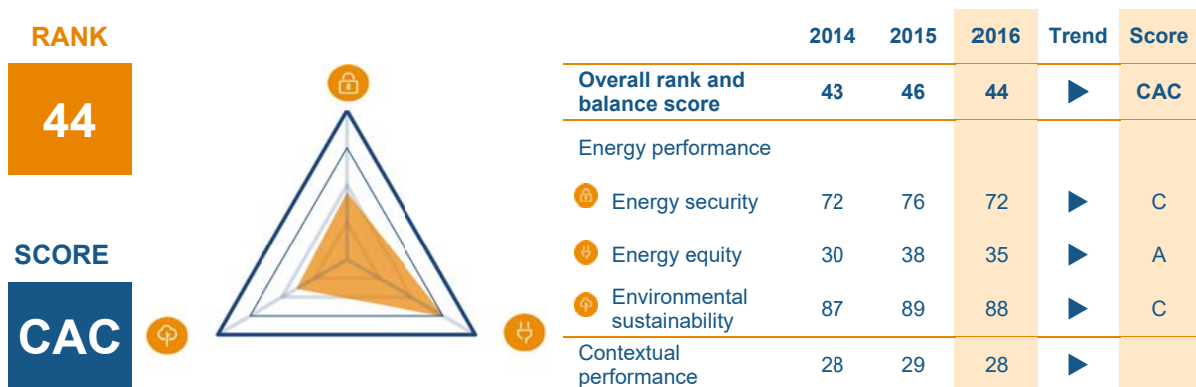 RANK
44
SCORE
CAC
2014 2015 2016 Trend Score
Overall rank and
balance score 43 46 44 CAC
Energy performance
Energy security 72 76 72 C
Energy equity 30 38 35 A
Environmental
sustainability 87 89 88 C
Contextual
performance 28 29 28